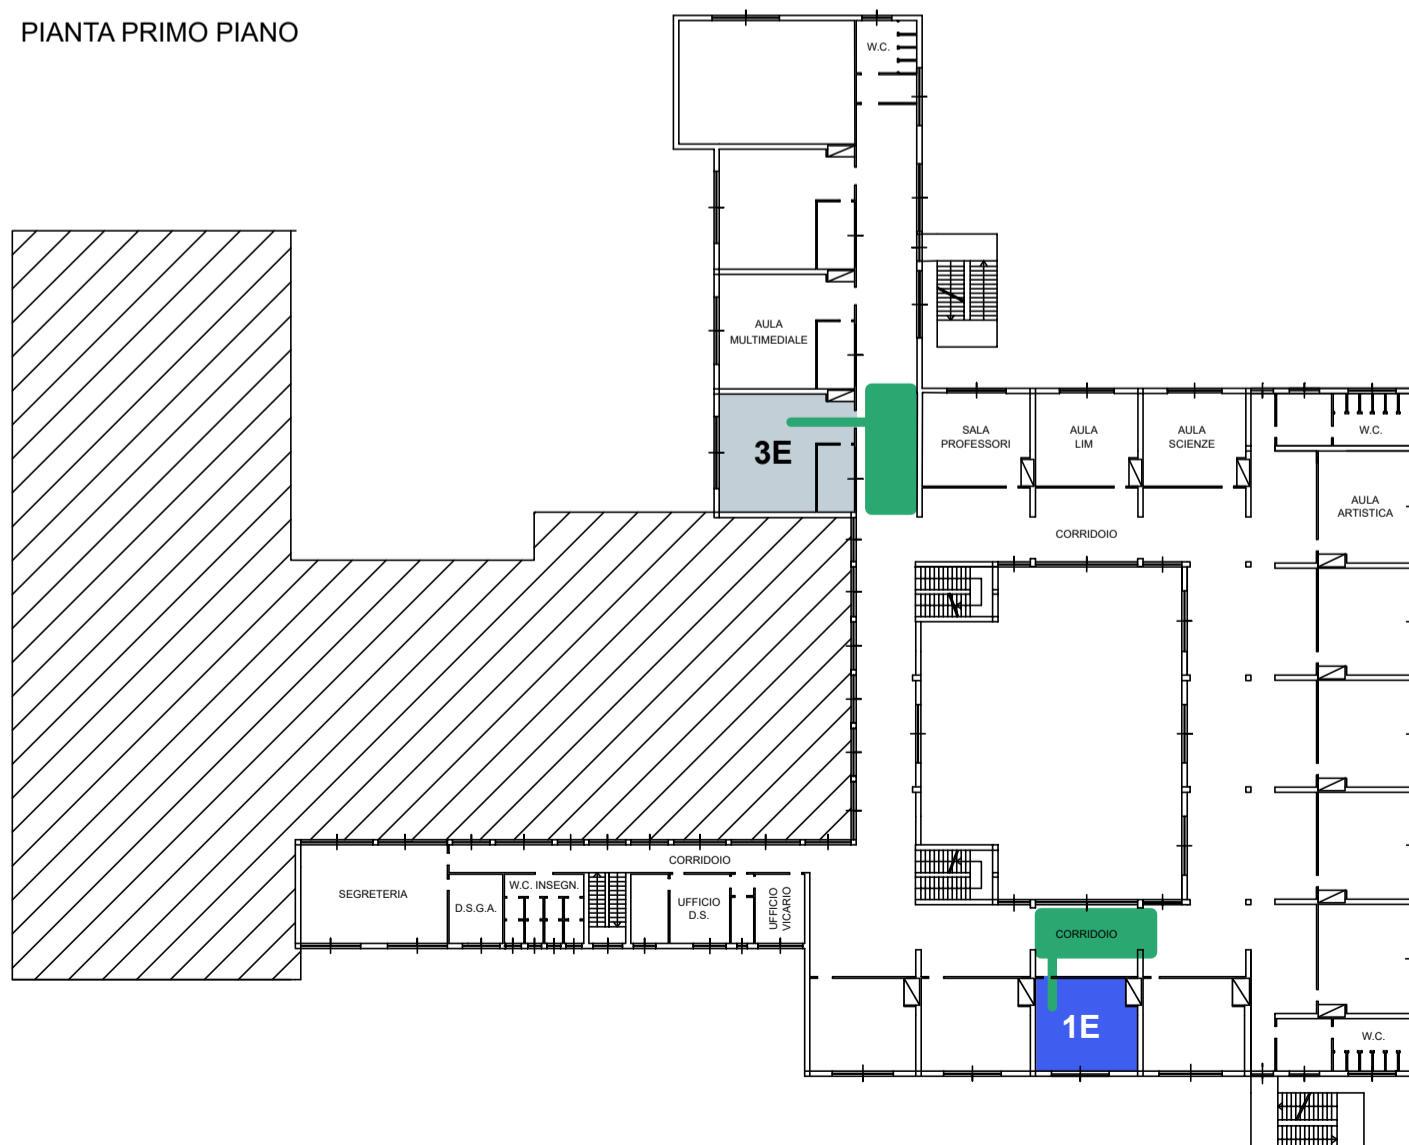 PIANTA PRIMO PIANO
W.C.
AULA
MULTIMEDIALE
3E
SALA
PROFESSORI
AULA
LIM
AULA
SCIENZE
W.C.
AULA
ARTISTICA
CORRIDOIO
CORRIDOIO
SEGRETERIA
D.S.G.A.
W.C. INSEGN.
UFFICIO
D.S.
UFFICIO
VICARIO
CORRIDOIO
1E
W.C.